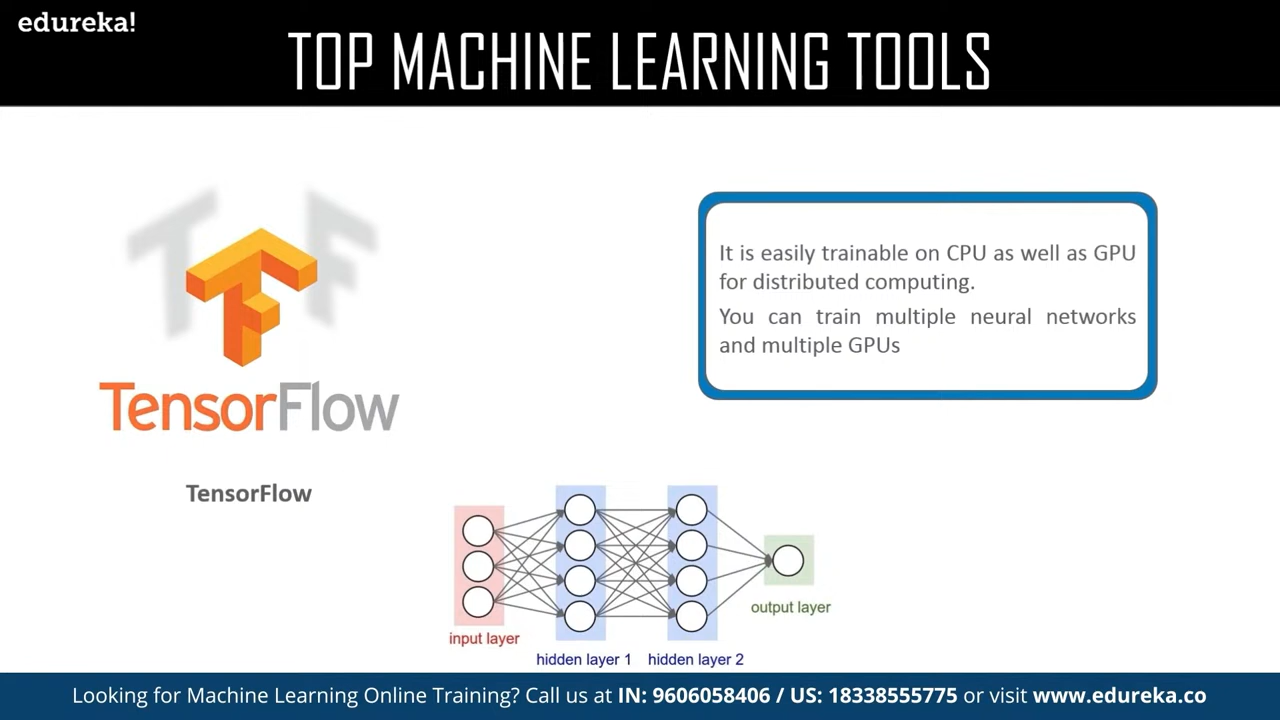 edureka!
TOP MACHINE LEARNING TOOLS
TF
TensorFlow
TensorFlow
It is easily trainable on CPU as well as GPU
for distributed computing.
You can train multiple neural networks
and multiple GPUs
input layer
hidden layer 1
hidden layer 2
output layer
Looking for Machine Learning Online Training? Call us at IN: 9606058406 / US: 18338555775 or visit www.edureka.co